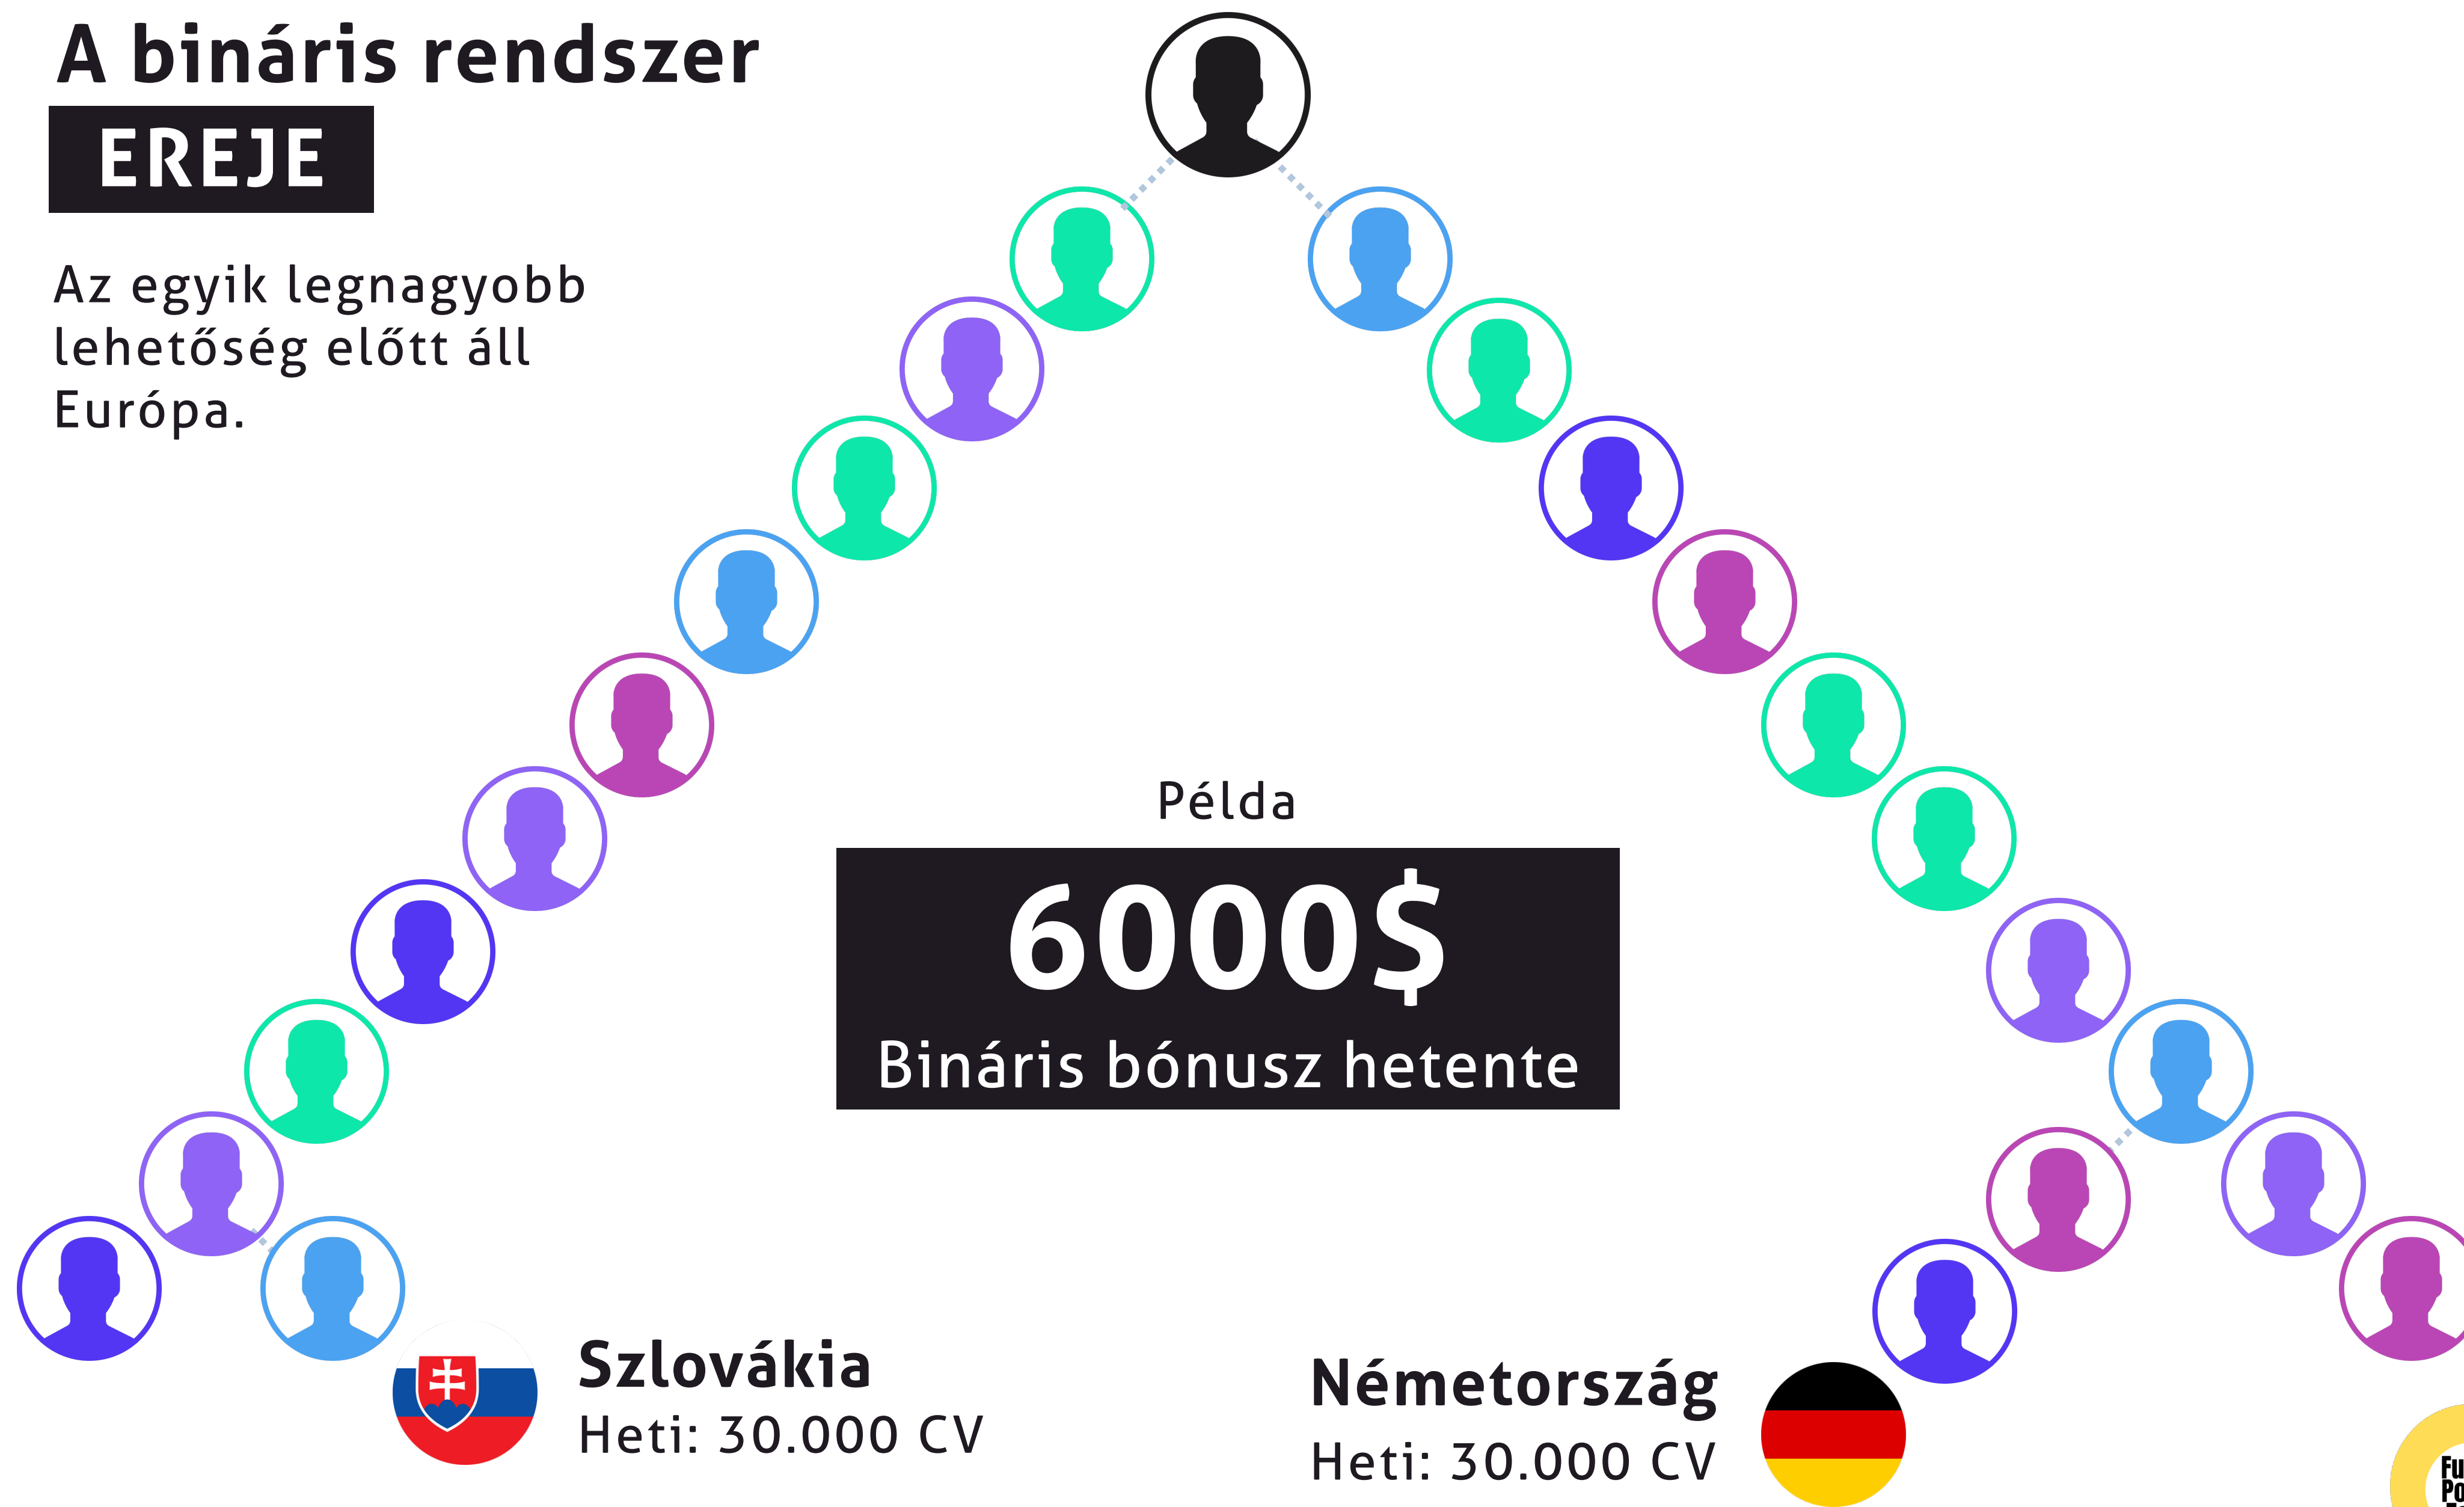 A bináris rendszer
EREJE
Az egyik legnagyobb
lehetőség előtt áll
Európa.
Példa
6000$
Bináris bónusz hetente
Szlovákia
Heti: 30.000 CV
Németország
Heti: 30.000 CV